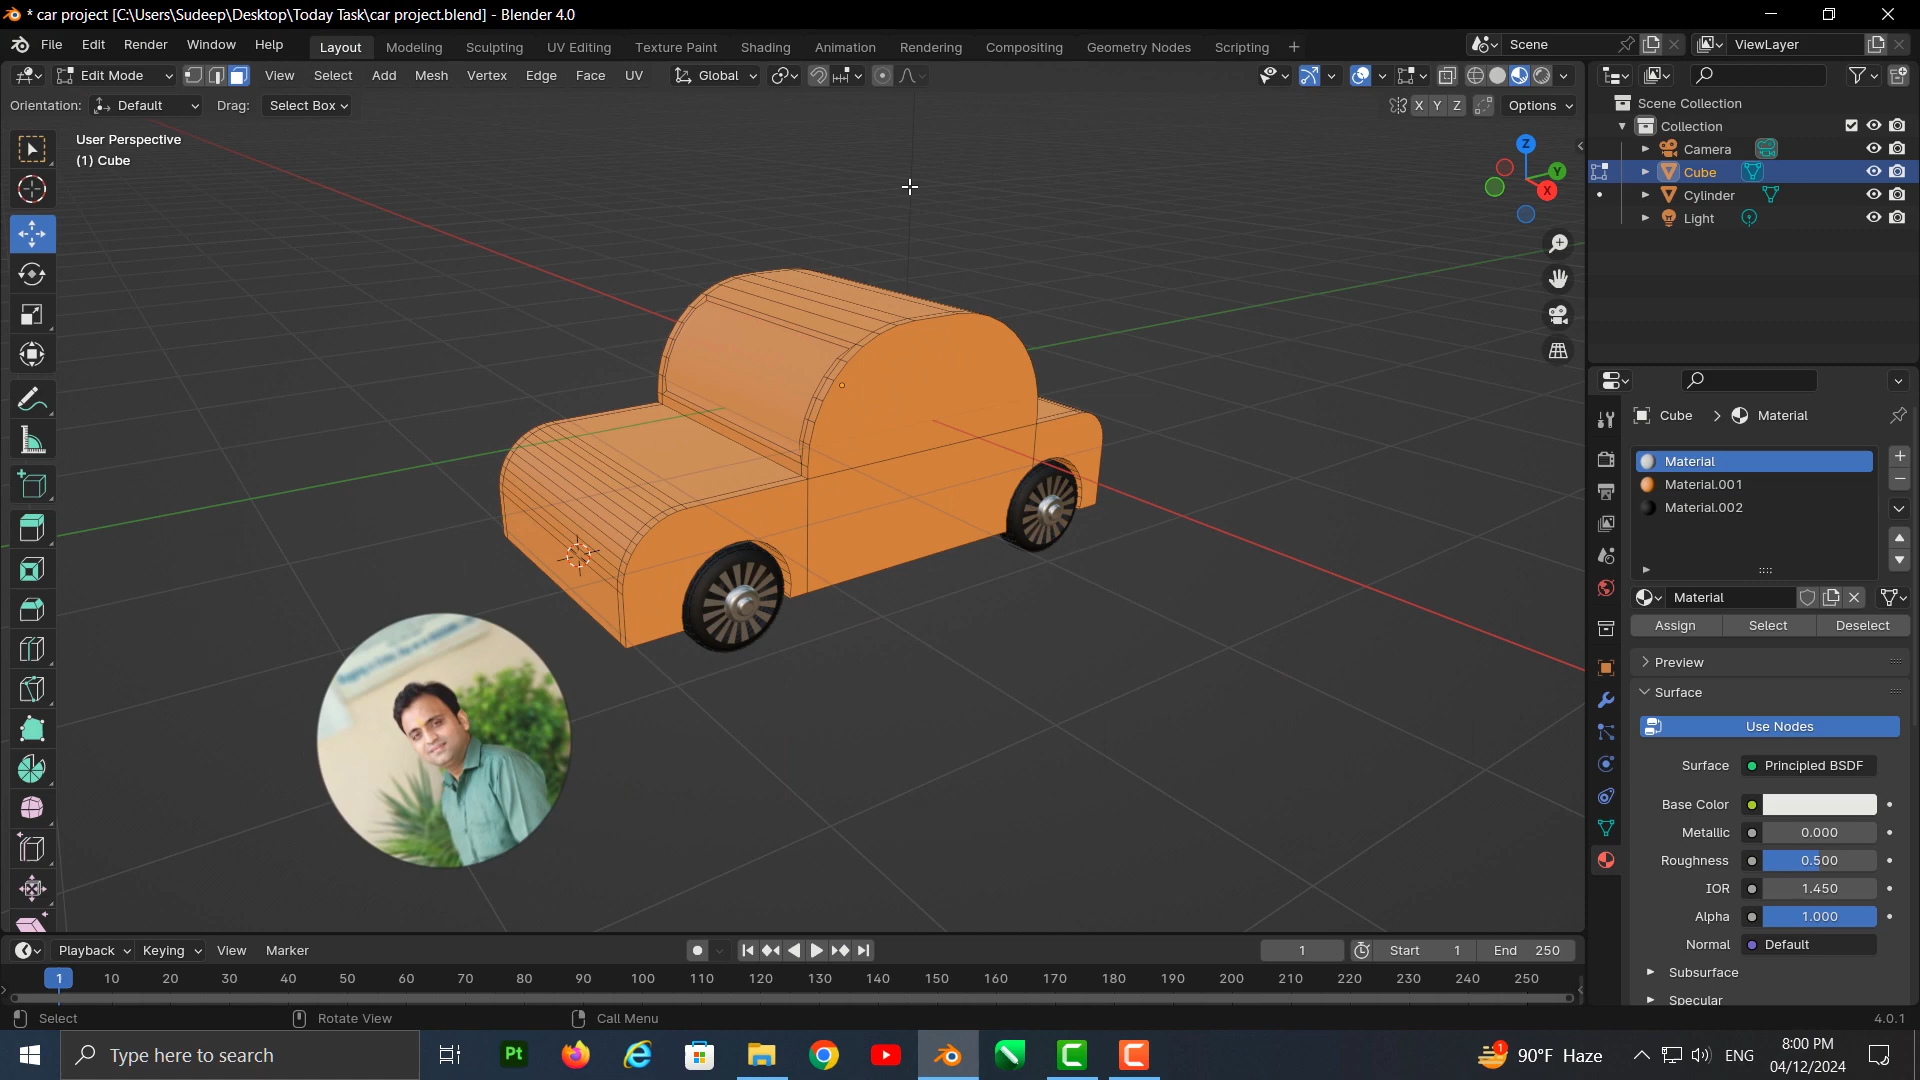 * car project [C:\Users\Sudeep\Desktop\Today Task\car project.blend] - Blender 4.0
File Edit Render Window Help Layout Modeling Sculpting UV Editing Texture Paint Shading Animation Rendering Compositing Geometry Nodes Scripting + Scene ViewLayer
Edit Mode View Select Add Mesh Vertex Edge Face UV Global
Orientation: Default Drag: Select Box X Y Z Options
User Perspective
(1) Cube
Z
Y
X
Scene Collection
Collection
Camera
Cube
Cylinder
Light
Cube > Material
Material
Material.001
Material.002
Material
Assign Select Deselect
Preview
Surface
Use Nodes
Surface Principled BSDF
Base Color
Metallic 0.000
Roughness 0.500
IOR 1.450
Alpha 1.000
Normal Default
Subsurface
Specular
Playback Keying View Marker 1 Start 1 End 250
1 10 20 30 40 50 60 70 80 90 100 110 120 130 140 150 160 170 180 190 200 210 220 230 240 250
Select Rotate View Call Menu 4.0.1
Type here to search Pt 1 90°F Haze ENG
8:00 PM
04/12/2024